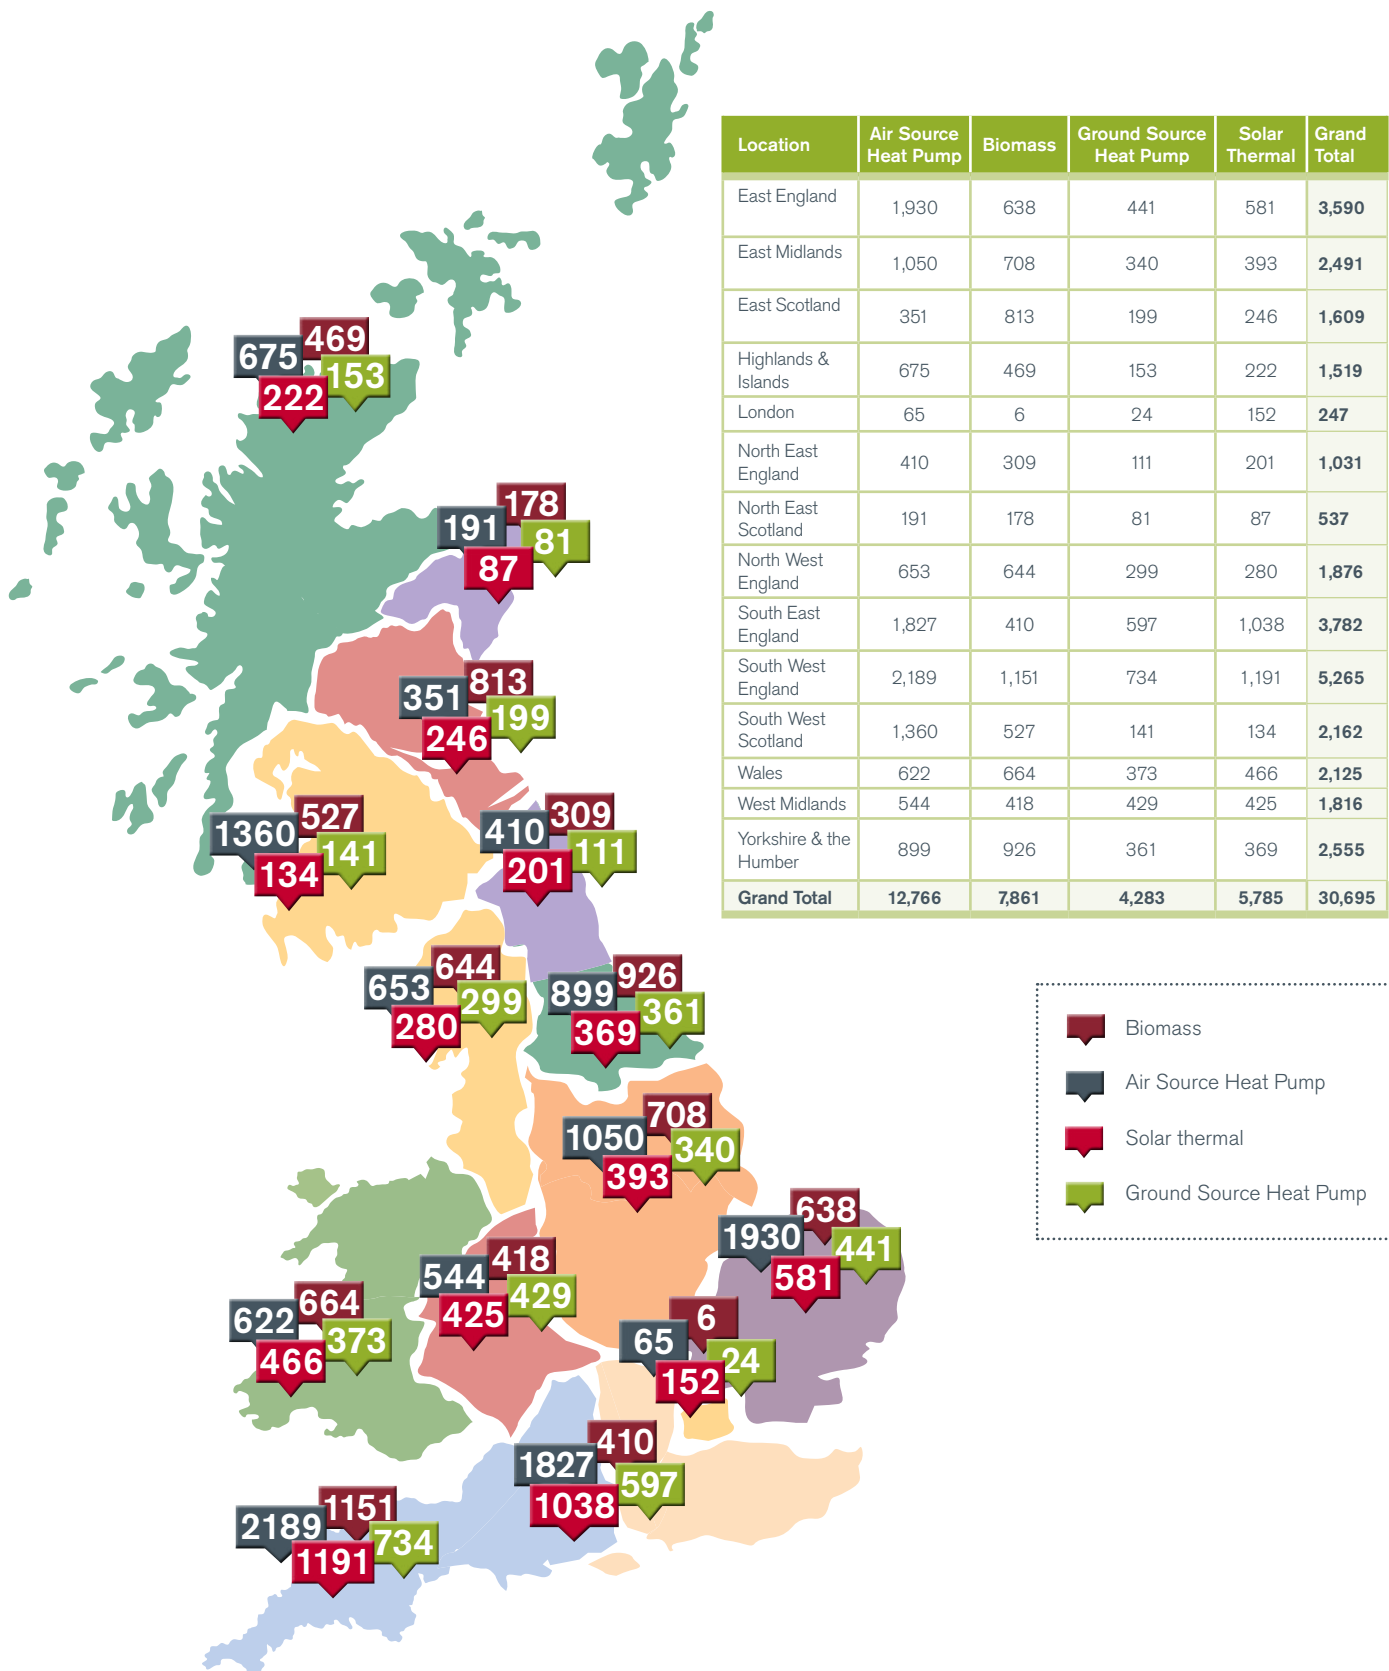 Location Air Source Heat Pump Biomass Ground Source Heat Pump Solar Thermal Grand Total
East England 1,930 638 441 581 3,590
East Midlands 1,050 708 340 393 2,491
East Scotland 351 813 199 246 1,609
Highlands & Islands 675 469 153 222 1,519
London 65 6 24 152 247
North East England 410 309 111 201 1,031
North East Scotland 191 178 81 87 537
North West England 653 644 299 280 1,876
South East England 1,827 410 597 1,038 3,782
South West England 2,189 1,151 734 1,191 5,265
South West Scotland 1,360 527 141 134 2,162
Wales 622 664 373 466 2,125
West Midlands 544 418 429 425 1,816
Yorkshire & the Humber 899 926 361 369 2,555
Grand Total 12,766 7,861 4,283 5,785 30,695
469
675
153
222
178
191
81
87
813
351
199
246
527
1360
141
134
309
410
111
201
644
653
299
280
926
899
361
369
708
1050
340
393
638
1930
441
581
418
544
429
425
664
622
373
466
6
65
24
152
410
1827
597
1038
1151
2189
734
1191
Biomass
Air Source Heat Pump
Solar thermal
Ground Source Heat Pump